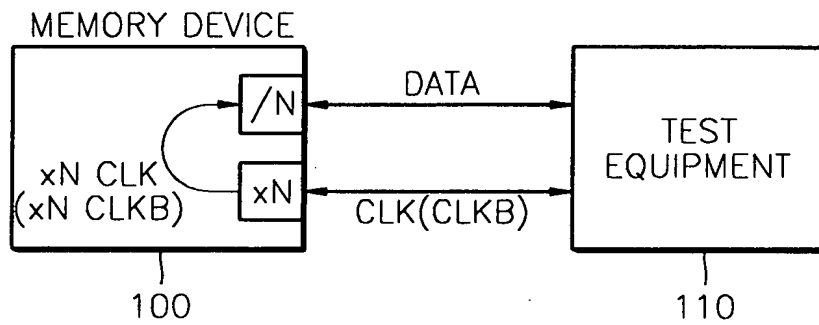 MEMORY DEVICE
/N
DATA
TEST
EQUIPMENT
xN CLK
(xN CLKB)
xN
CLK(CLKB)
100
110